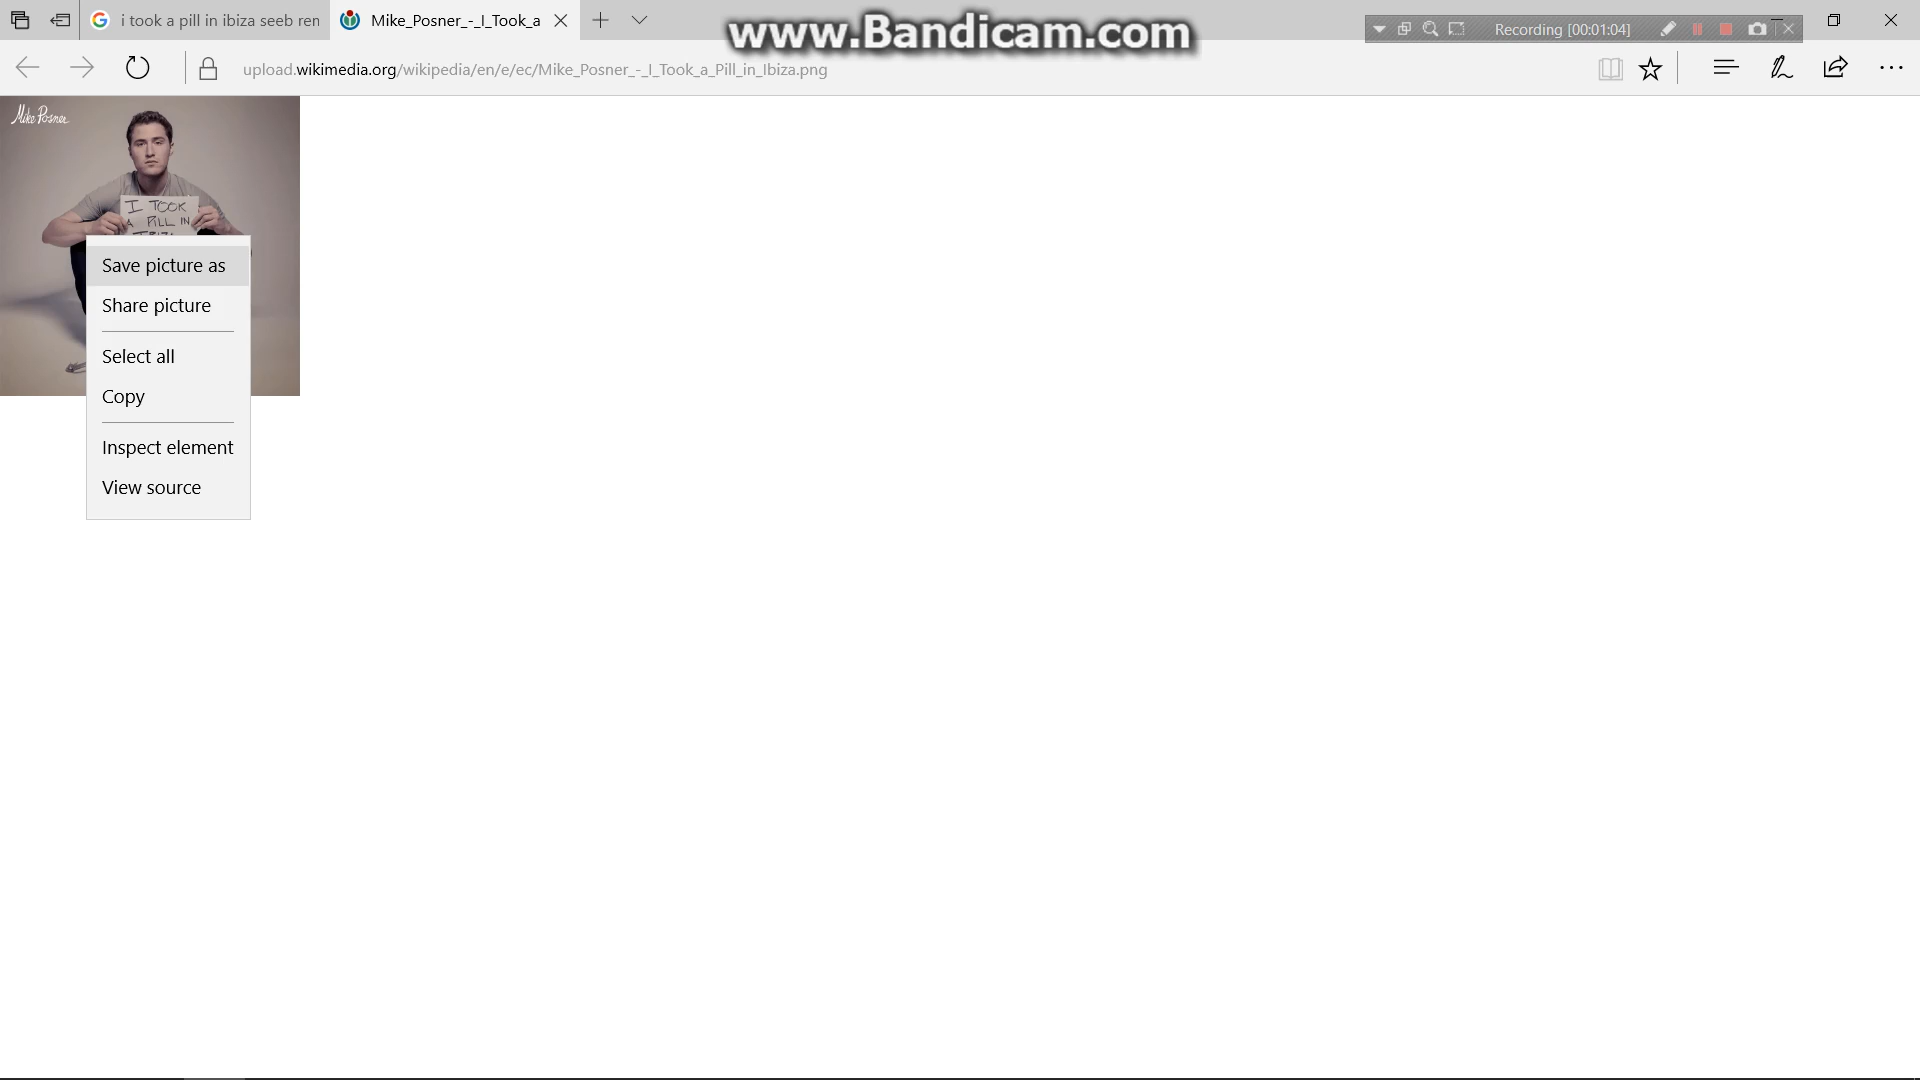 i took a pill in ibiza seeb ren
Mike_Posner_-_I_Took_a
www.Bandicam.com
Recording [00:01:04]
upload.wikimedia.org/wikipedia/en/e/ec/Mike_Posner_-_I_Took_a_Pill_in_Ibiza.png
Mike Posner
I TOOK
A PILL IN
Save picture as
Share picture
Select all
Copy
Inspect element
View source